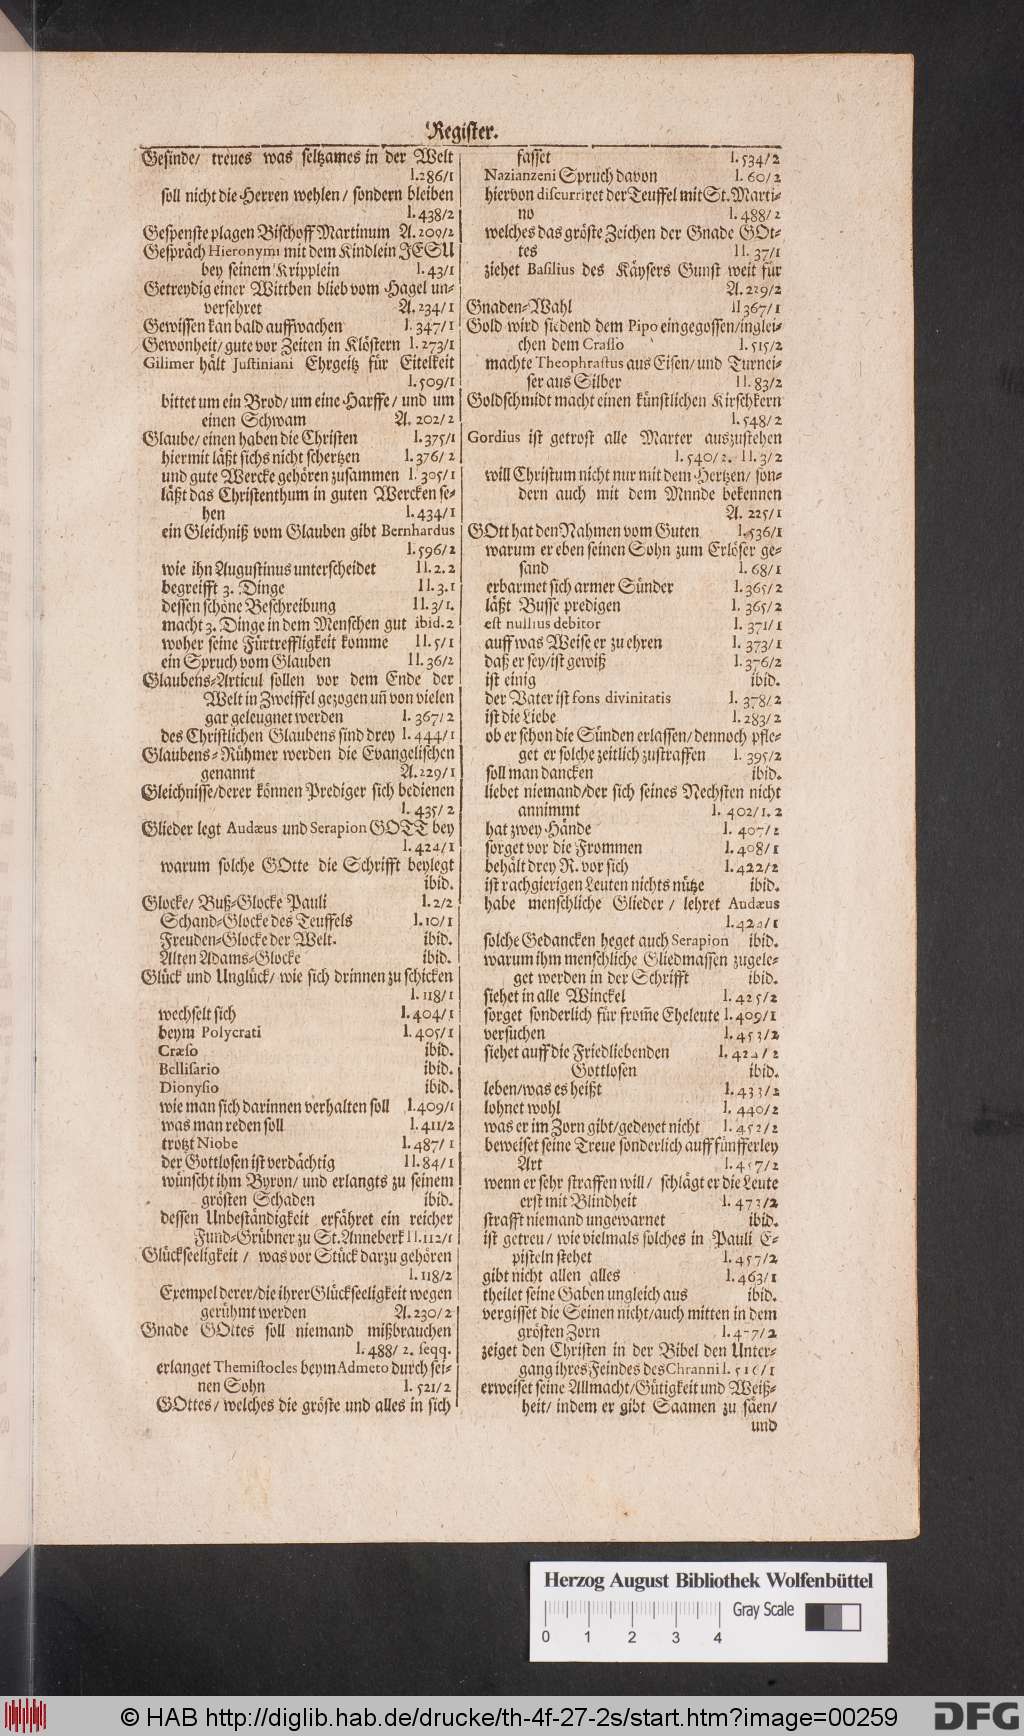 Register.
Gesinde/ treues was seltzames in der Welt
I.286/1
soll nicht die Herren wehlen/ sondern bleiben
I.438/2
Gespenste plagen Bischoff Martinum A.209/2
Gespräch Hieronymi mit dem Kindlein JESU
bey seinem Kripplein I.43/1
Getreydig einer Wittben blieb vom Hagel un-
versehret A.234/1
Gewissen kan bald auffwachen I.347/1
Gewonheit/ gute vor Zeiten in Klöstern I.273/1
Gilimer hält Justiniani Ehrgeitz für Eitelkeit
I.509/1
bittet um ein Brod/ um eine Harffe/ und um
einen Schwam A. 202/2
Glaube/ einen haben die Christen I.375/1
hiermit läßt sichs nicht schertzen I.376/2
und gute Wercke gehören zusammen I.305/1
läßt das Christenthum in guten Wercken se-
hen I.434/1
ein Gleichniß vom Glauben gibt Bernhardus
I.596/2
wie ihn Augustinus unterscheidet II.2.2
begreifft 3. Dinge II.3.1
dessen schöne Beschreibung II.3/1.
macht 3. Dinge in dem Menschen gut ibid.2
woher seine Fürtreffligkeit komme II.5/1
ein Spruch vom Glauben II.36/2
Glaubens-Articul sollen vor dem Ende der
Welt in Zweiffel gezogen uñ von vielen
gar geleugnet werden I.367/2
des Christlichen Glaubens sind drey I.444/1
Glaubens-Rühmer werden die Evangelischen
genannt A.229/1
Gleichnisse/derer können Prediger sich bedienen
I. 435/2
Glieder legt Audæus und Serapion GOTT bey
I.424/1
warum solche GOtte die Schrifft beylegt
ibid.
Glocke/ Buß-Glocke Pauli I.2/2
Schand-Glocke des Teuffels I.10/1
Freuden-Glocke der Welt. ibid.
Alten Adams-Glocke ibid.
Glück und Unglück/ wie sich drinnen zu schicken
I.118/1
wechselt sich I.404/1
beym Polycrati I.405/1
Cræso ibid.
Bellisario ibid.
Dionysio ibid.
wie man sich darinnen verhalten soll I.409/1
was man reden soll I.411/2
trotzt Niobe I.487/1
der Gottlosen ist verdächtig II.84/1
wünscht ihm Byron/ und erlangts zu seinem
grösten Schaden ibid.
dessen Unbeständigkeit erfähret ein reicher
Fund-Grübner zu St. Anneberk II.112/1
Glückseeligkeit/ was vor Stück darzu gehören
I.118/2
Exempel derer/die ihrer Glückseeligkeit wegen
gerühmt werden A.230/2
Gnade GOttes soll niemand mißbrauchen
I.488/2. seqq.
erlanget Themistocles beym Admeto durch sei-
nen Sohn I. 521/2
GOttes/ welches die gröste und alles in sich
fasset I.534/2
Nazianzeni Spruch davon I.60/2
hiervon discurriret der Teuffel mit St. Marti-
no I.488/2
welches das gröste Zeichen der Gnade GOt-
tes II.37/1
ziehet Basilius des Käysers Gunst weit für
A.229/2
Gnaden-Wahl II 367/1
Gold wird siedend dem Pipo eingegossen/inglei-
chen dem Crasso I.515/2
machte Theophrastus aus Eisen/ und Turnei-
ser aus Silber II.83/2
Goldschmidt macht einen künstlichen Kirschkern
I.548/2
Gordius ist getrost alle Marter auszustehen
I.540/2. II.3/2
will Christum nicht nur mit dem Hertzen/ son-
dern auch mit dem Mnnde bekennen
A. 225/1
GOtt hat den Nahmen vom Guten I.536/1
warum er eben seinen Sohn zum Erlöser ge-
sand I.68/1
erbarmet sich armer Sünder I.365/2
läßt Busse predigen I. 365/2
est nullius debitor I. 371/1
auff was Weise er zu ehren I. 373/1
daß er sey/ist gewiß I.376/2
ist einig ibid.
der Vater ist fons divinitatis I. 378/2
ist die Liebe I.283/2
ob er schon die Sünden erlassen/ dennoch pfle-
get er solche zeitlich zustraffen I. 395/2
soll man dancken ibid.
liebet niemand/der sich seines Nechsten nicht
annimmt I. 402/1.2
hat zwey Hände I. 407/2
sorget vor die Frommen I.408/1
behält drey R. vor sich I.422/2
ist rachgierigen Leuten nichts nütze ibid.
habe menschliche Glieder/ lehret Audæus
I.424/1
solche Gedancken heget auch Serapion ibid.
warum ihm menschliche Gliedmassen zugele-
get werden in der Schrifft ibid.
siehet in alle Winckel I.425/2
sorget sonderlich für from̃e Eheleute I.409/1
versuchen I.453/2
siehet auff die Friedliebenden I.424/2
Gottlosen ibid.
leben/was es heißt I.433/2
lohnet wohl I. 440/2
was er im Zorn gibt/gedeyet nicht I.452/2
beweiset seine Treue sonderlich auff fünfferley
Art I.457/2
wenn er sehr straffen will/ schlägt er die Leute
erst mit Blindheit I. 473/2
strafft niemand ungewarnet ibid.
ist getreu/ wie vielmals solches in Pauli E-
pisteln stehet I.457/2
gibt nicht allen alles I.463/1
theilet seine Gaben ungleich aus ibid.
vergisset die Seinen nicht/auch mitten in dem
grösten Zorn I.477/2
zeiget den Christen in der Bibel den Unter-
gang ihres Feindes des Chranni I.516/1
erweiset seine Allmacht/Gütigkeit und Weiß-
heit/ indem er gibt Saamen zu säen/
und
Herzog August Bibliothek Wolfenbüttel
Gray Scale
0 1 2 3 4
© HAB http://diglib.hab.de/drucke/th-4f-27-2s/start.htm?image=00259
DFG